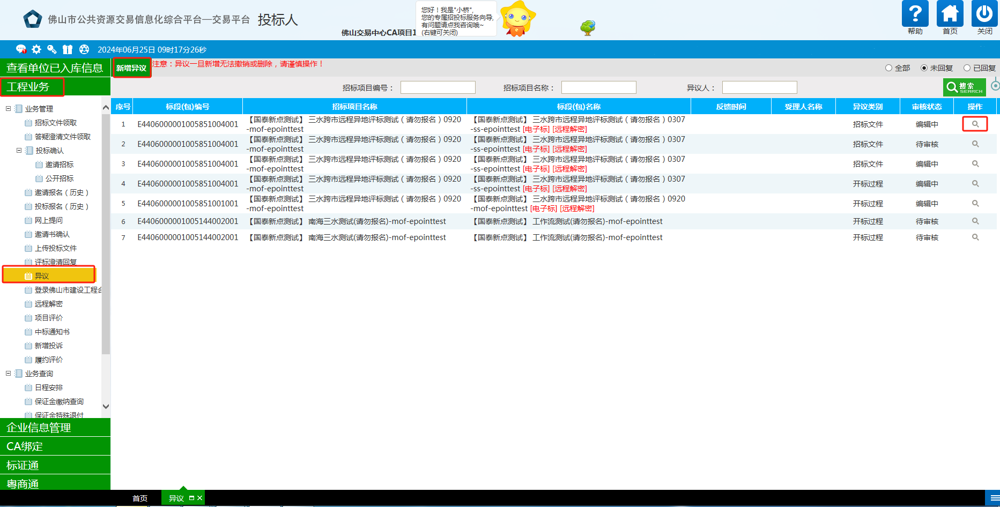 佛山市公共资源交易信息化综合平台—交易平台 投标人
佛山交易中心CA项目1
您好！我是"小桥",
您的专属招投标服务向导,
有问题请点我咨询哦~
(右键可关闭)
帮助 首页 关闭
2024年06月25日 09时17分26秒
查看单位已入库信息
工程业务
业务管理
招标文件领取
答疑澄清文件领取
投标确认
邀请招标
公开招标
邀请报名（历史）
投标报名（历史）
网上提问
邀请书确认
上传投标文件
评标澄清回复
异议
登录佛山市建设工程合
远程解密
项目评价
中标通知书
新增投诉
履约评价
业务查询
日程安排
保证金缴纳查询
保证金特殊退付
企业信息管理
CA绑定
标证通
粤商通
新增异议 注意：异议一旦新增无法撤销或删除，请谨慎操作！
全部 未回复 已回复
招标项目编号： 招标项目名称： 异议人： 搜索 SEARCH
序号 标段(包)编号 招标项目名称 标段(包)名称 反馈时间 受理人名称 异议类别 审核状态 操作
1 E4406000001005851004001 【国泰新点测试】三水跨市远程异地评标测试（请勿报名）0920-mof-epointtest 【国泰新点测试】三水跨市远程异地评标测试（请勿报名）0307-ss-epointtest [电子标] [远程解密] 招标文件 编辑中
2 E4406000001005851004001 【国泰新点测试】三水跨市远程异地评标测试（请勿报名）0920-mof-epointtest 【国泰新点测试】三水跨市远程异地评标测试（请勿报名）0307-ss-epointtest [电子标] [远程解密] 招标文件 待审核
3 E4406000001005851004001 【国泰新点测试】三水跨市远程异地评标测试（请勿报名）0920-mof-epointtest 【国泰新点测试】三水跨市远程异地评标测试（请勿报名）0307-ss-epointtest [电子标] [远程解密] 招标文件 编辑中
4 E4406000001005851004001 【国泰新点测试】三水跨市远程异地评标测试（请勿报名）0920-mof-epointtest 【国泰新点测试】三水跨市远程异地评标测试（请勿报名）0307-ss-epointtest [电子标] [远程解密] 开标过程 编辑中
5 E4406000001005851001001 【国泰新点测试】三水跨市远程异地评标测试（请勿报名）0920-mof-epointtest 【国泰新点测试】三水跨市远程异地评标测试（请勿报名）0920-mof-epointtest [电子标] [远程解密] 开标过程 编辑中
6 E4406000001005144002001 【国泰新点测试】南海三水测试(请勿报名)-mof-epointtest 【国泰新点测试】工作流测试(请勿报名)-mof-epointtest 开标过程 待审核
7 E4406000001005144002001 【国泰新点测试】南海三水测试(请勿报名)-mof-epointtest 【国泰新点测试】工作流测试(请勿报名)-mof-epointtest 开标过程 待审核
首页 异议